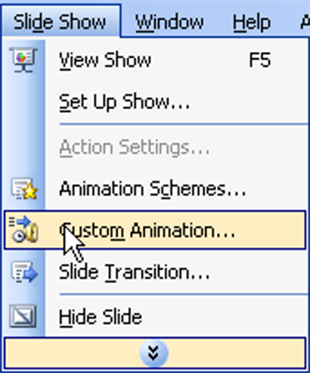 Slide Show Window Help
View Show F5
Set Up Show...
Action Settings...
Animation Schemes...
Custom Animation...
Slide Transition...
Hide Slide